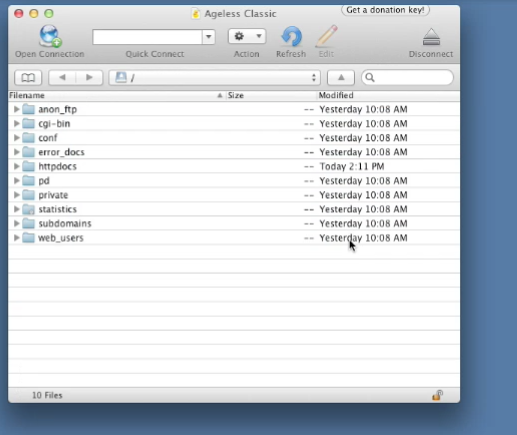 Ageless Classic
Get a donation key!
Open Connection Quick Connect Action Refresh Edit Disconnect
/
Filename Size Modified
anon_ftp -- Yesterday 10:08 AM
cgi-bin -- Yesterday 10:08 AM
conf -- Yesterday 10:08 AM
error_docs -- Yesterday 10:08 AM
httpdocs -- Today 2:11 PM
pd -- Yesterday 10:08 AM
private -- Yesterday 10:08 AM
statistics -- Yesterday 10:08 AM
subdomains -- Yesterday 10:08 AM
web_users -- Yesterday 10:08 AM
10 Files